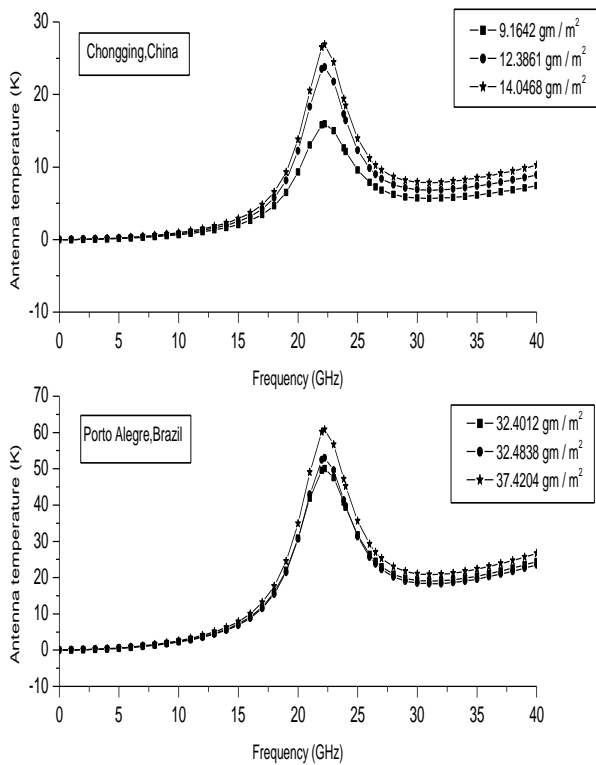 Chongging,China
9.1642 gm / m²
12.3861 gm / m²
14.0468 gm / m²
Antenna temperature (K)
30
20
10
0
-10
0 5 10 15 20 25 30 35 40
Frequency (GHz)
Porto Alegre,Brazil
32.4012 gm / m²
32.4838 gm / m²
37.4204 gm / m²
Antenna temperature (K)
70
60
50
40
30
20
10
0
-10
0 5 10 15 20 25 30 35 40
Frequency (GHz)